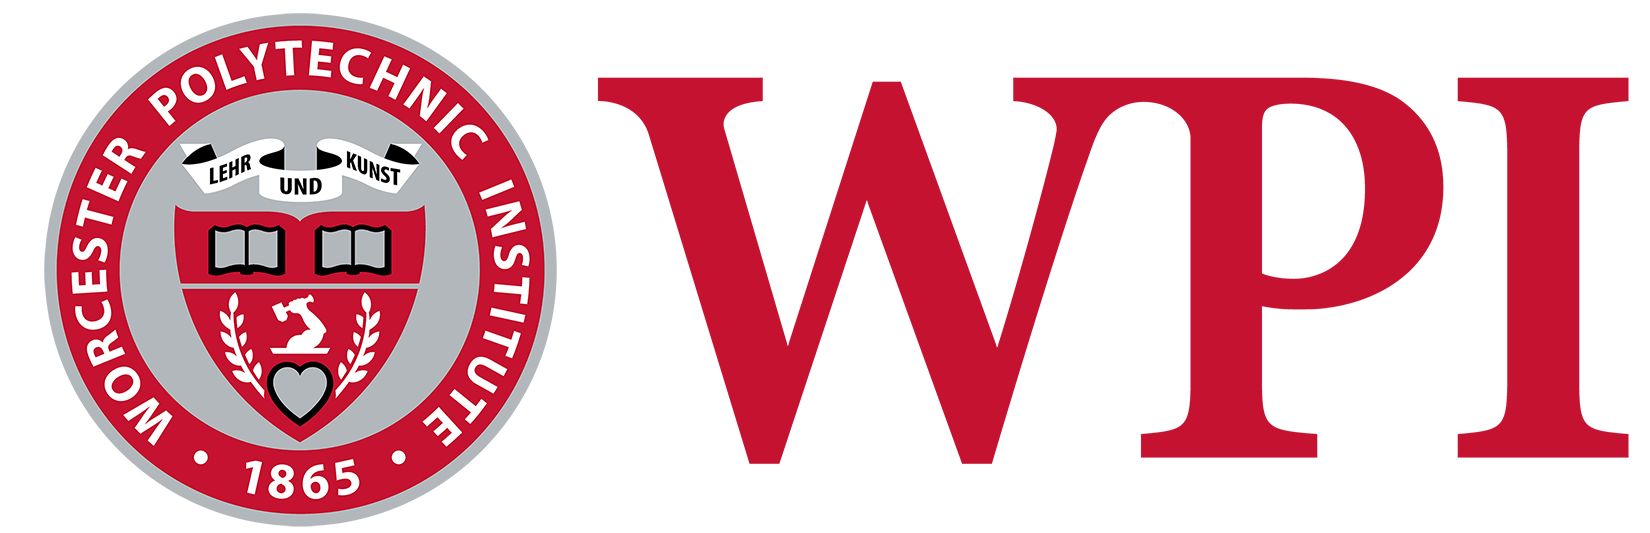 WORCESTER POLYTECHNIC INSTITUTE
LEHR
UND
KUNST
· 1865 ·
WPI